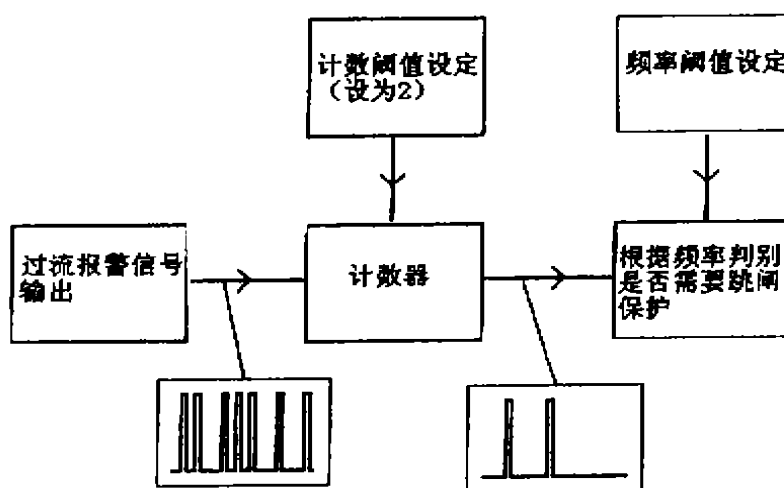 计数阈值设定
（设为2）
频率阈值设定
过流报警信号
输出
计数器
根据频率判别
是否需要跳闸
保护